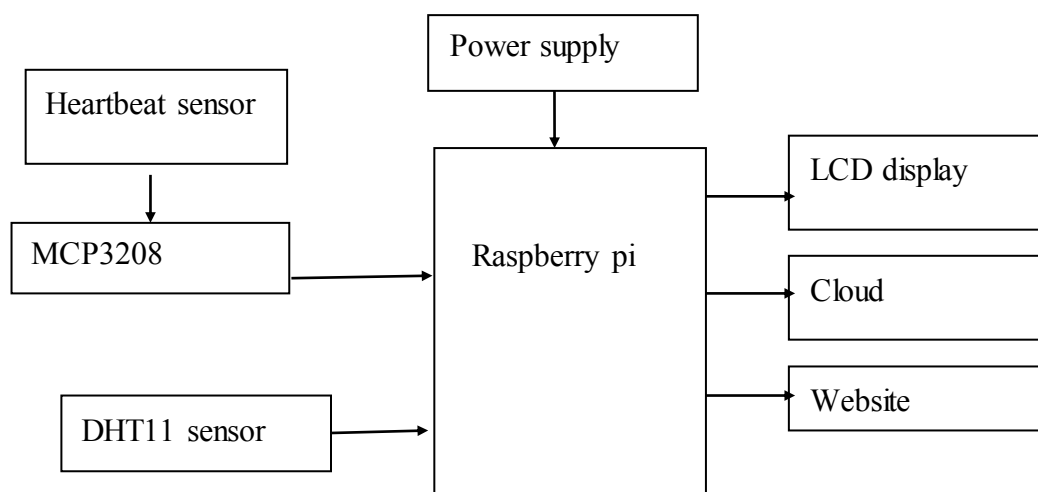 Power supply
Heartbeat sensor
LCD display
MCP3208
Raspberry pi
Cloud
Website
DHT11 sensor